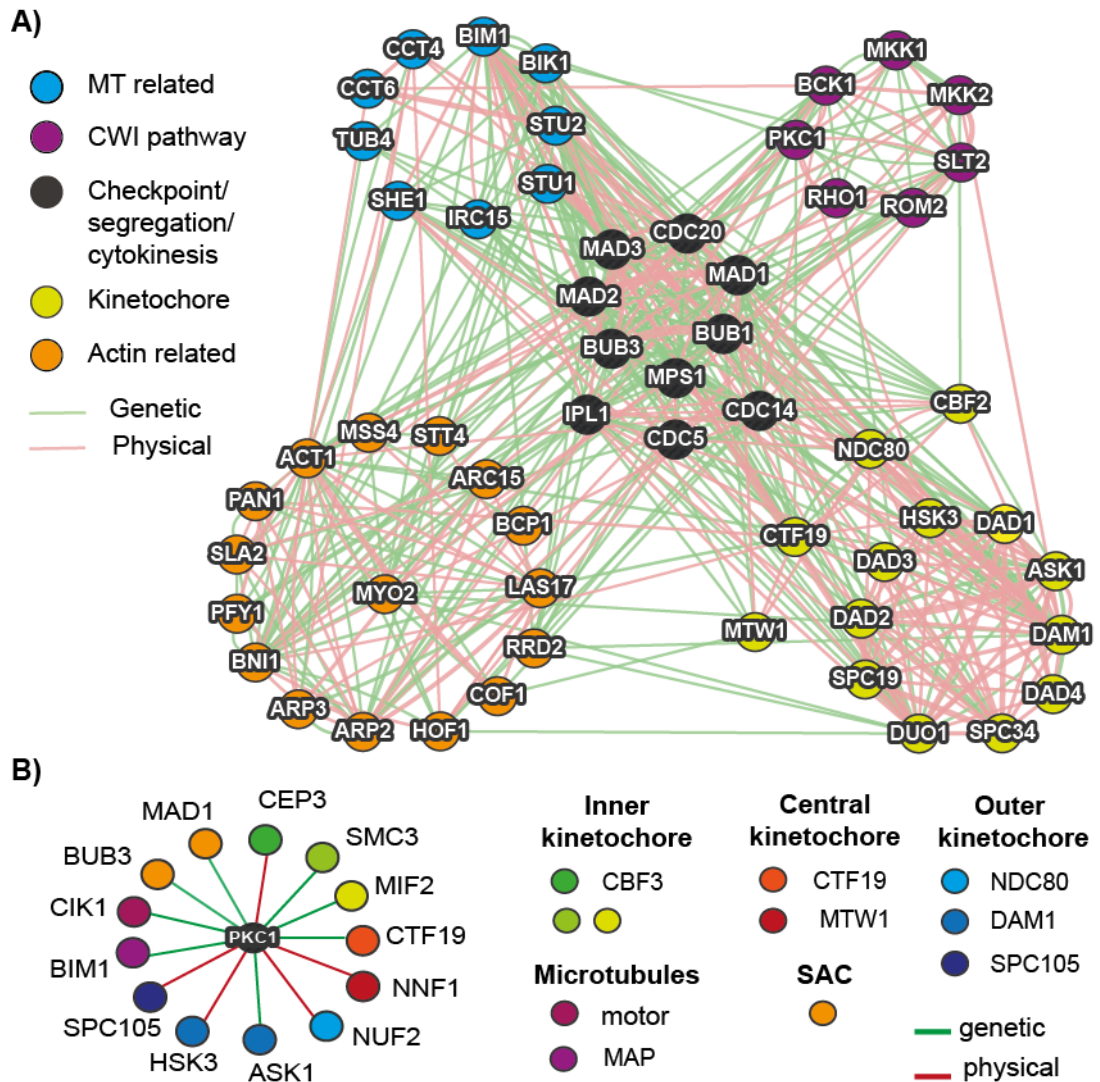 A)
MT related
CWI pathway
Checkpoint/
segregation/
cytokinesis
Kinetochore
Actin related
Genetic
Physical
BIM1
CCT4
BIK1
CCT6
STU2
TUB4
STU1
SHE1
IRC15
MKK1
BCK1
MKK2
PKC1
SLT2
RHO1
ROM2
CDC20
MAD3
MAD1
MAD2
BUB1
BUB3
MPS1
IPL1
CDC14
CDC5
CBF2
NDC80
HSK3
DAD1
CTF19
DAD3
ASK1
DAD2
MTW1
DAM1
SPC19
DAD4
DUO1
SPC34
MSS4
STT4
ACT1
ARC15
PAN1
BCP1
SLA2
LAS17
MYO2
PFY1
RRD2
BNI1
COF1
ARP3
ARP2
HOF1
B)
CEP3
MAD1
SMC3
BUB3
MIF2
CIK1
CTF19
PKC1
BIM1
NNF1
SPC105
NUF2
HSK3
ASK1
Inner
kinetochore
CBF3
Microtubules
motor
MAP
Central
kinetochore
CTF19
MTW1
SAC
Outer
kinetochore
NDC80
DAM1
SPC105
genetic
physical